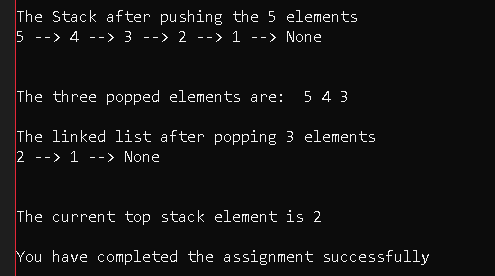 The Stack after pushing the 5 elements
5 --> 4 --> 3 --> 2 --> 1 --> None
The three popped elements are:  5 4 3
The linked list after popping 3 elements
2 --> 1 --> None
The current top stack element is 2
You have completed the assignment successfully